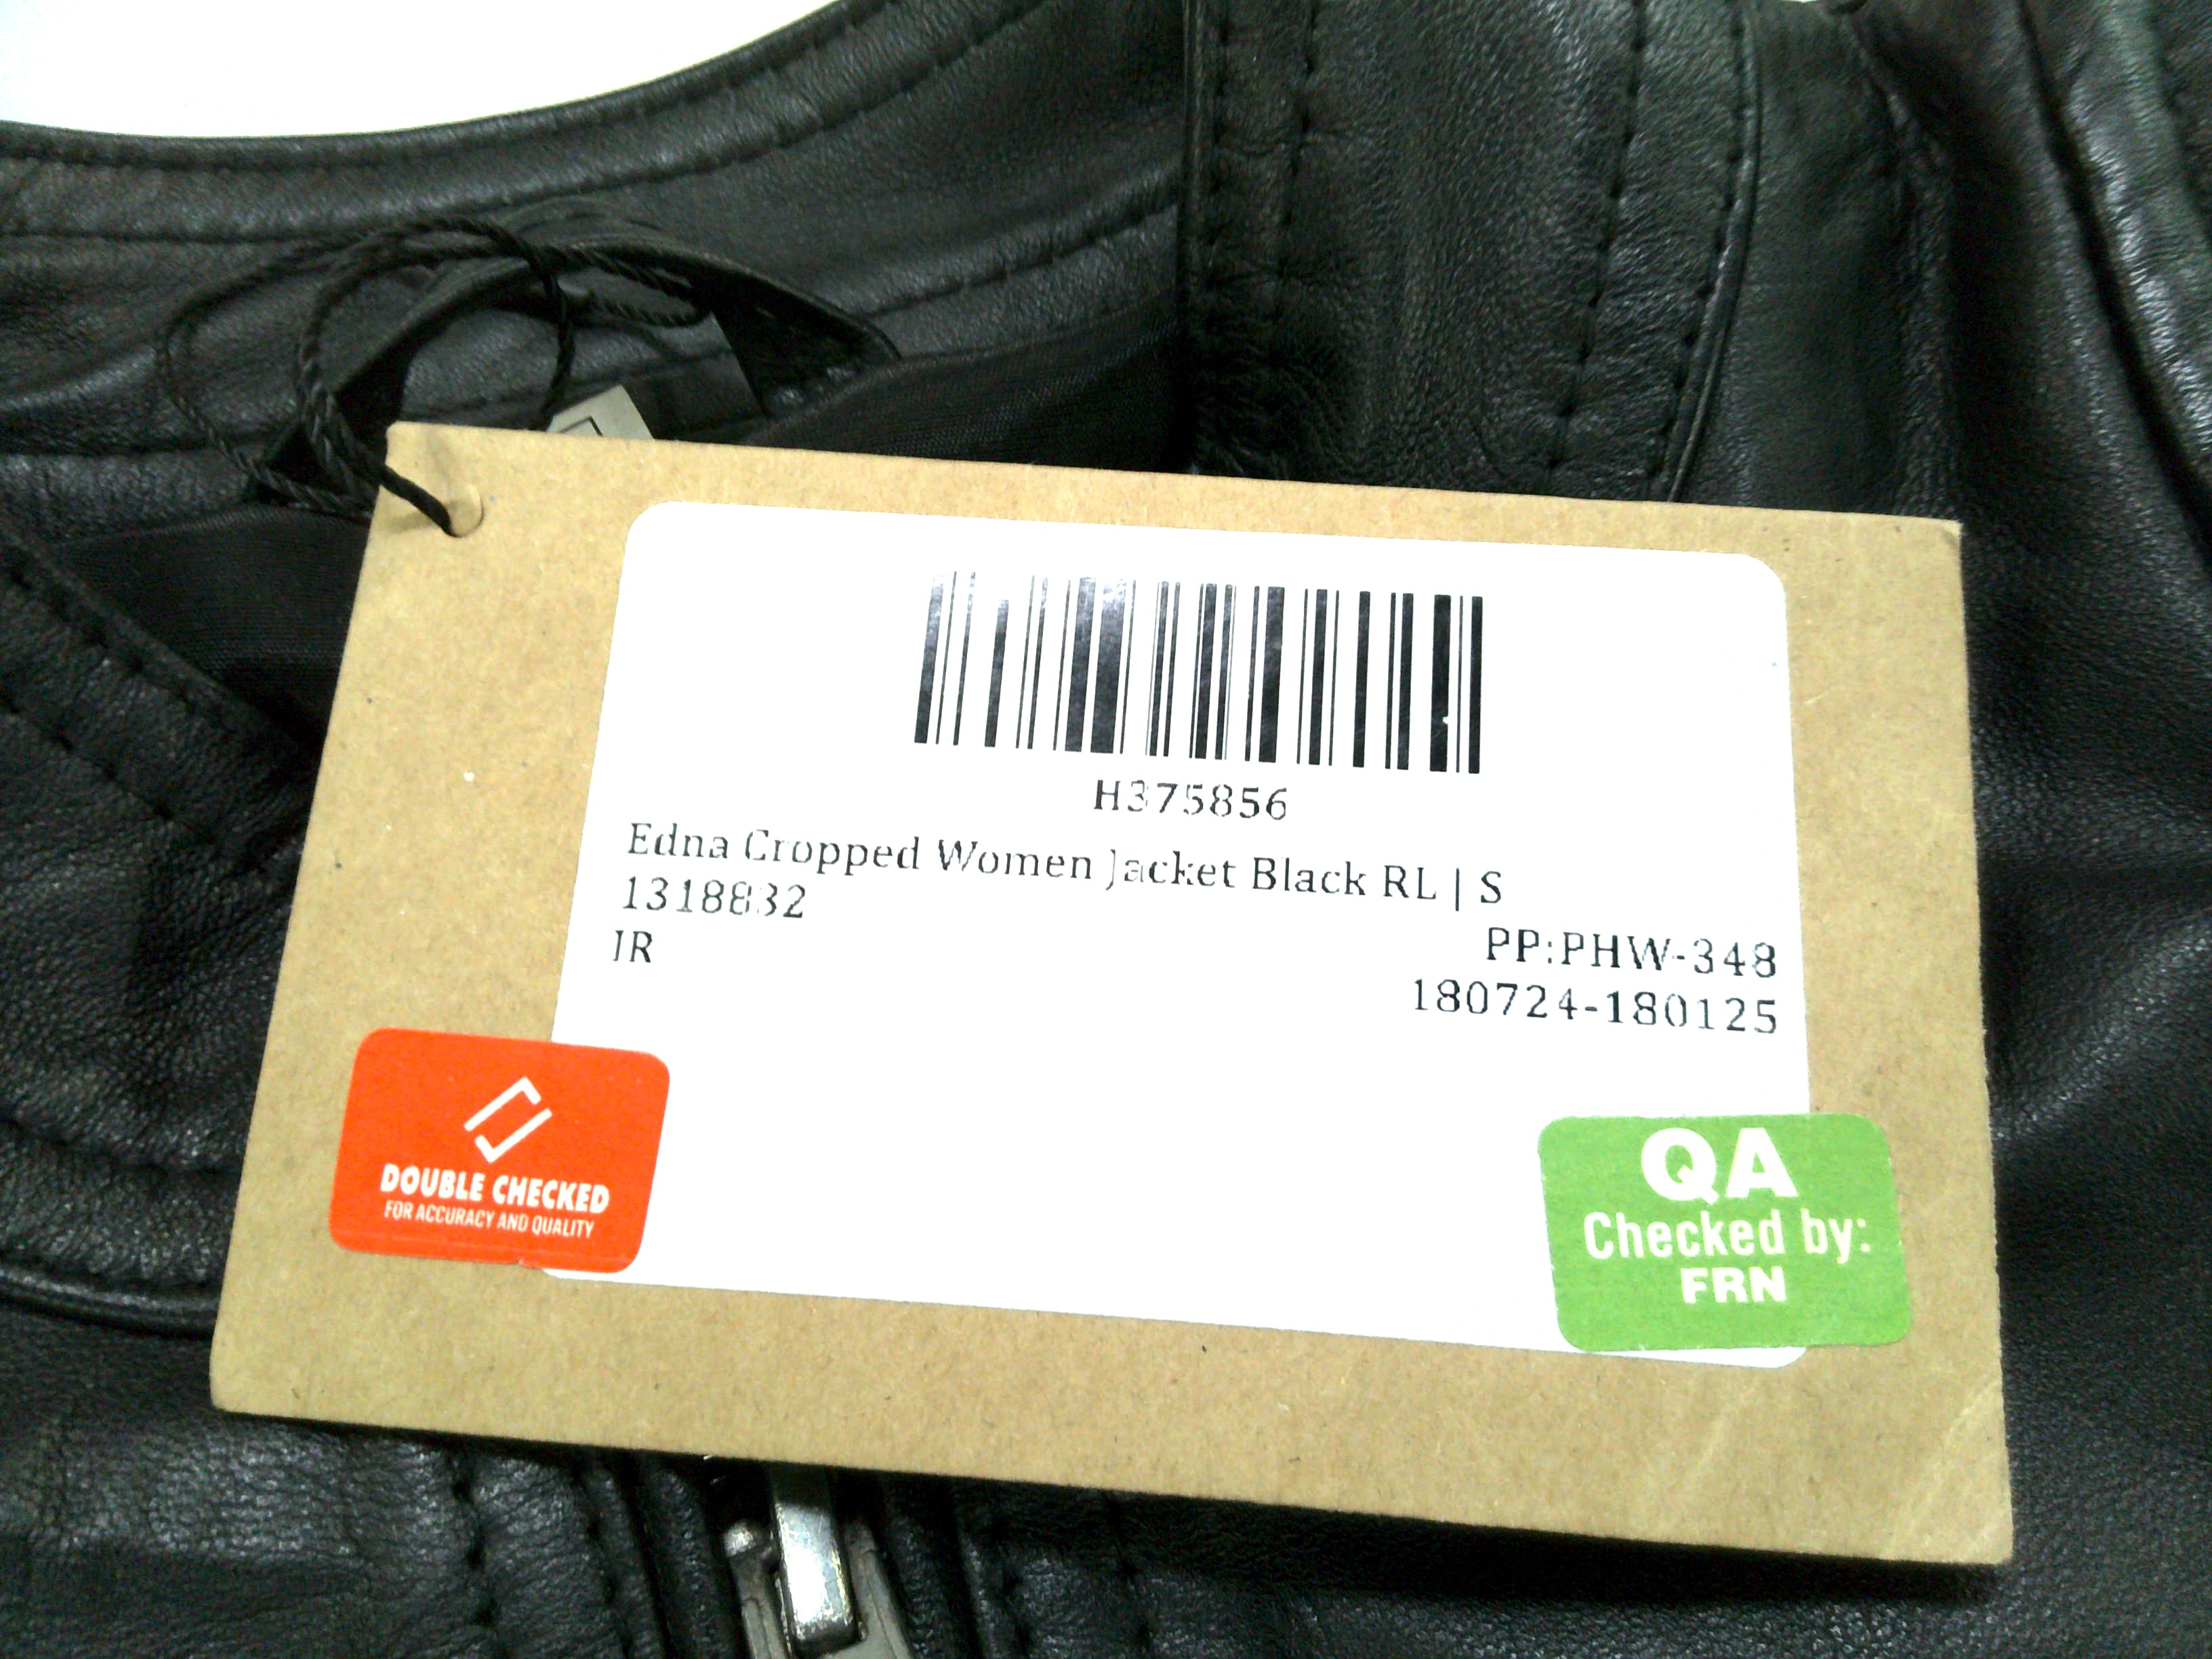 H375856
Edna Cropped Women Jacket Black RL | S
1318832
JR
PP:PHW-348
180724-180125
DOUBLE CHECKED
FOR ACCURACY AND QUALITY
QA
Checked by:
FRN